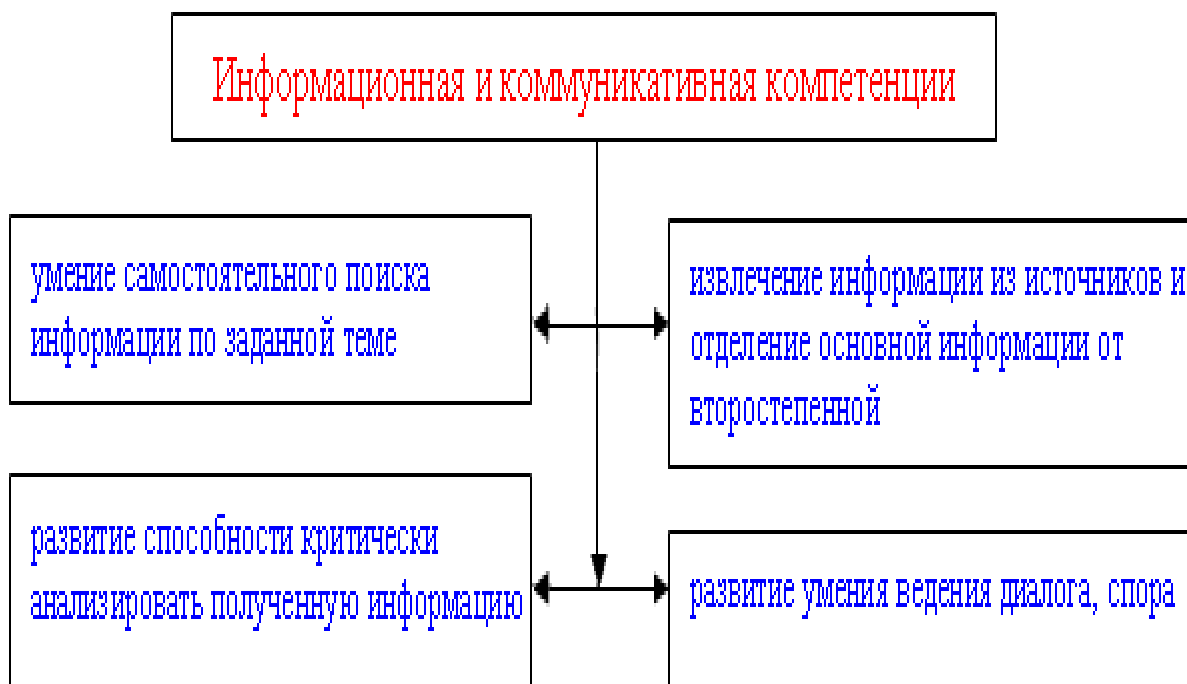 Информационная и коммуникативная компетенции
умение самостоятельного поиска
информации по заданной теме
извлечение информации из источников и
отделение основной информации от
второстепенной
развитие способности критически
анализировать полученную информацию
развитие умения ведения диалога, спора